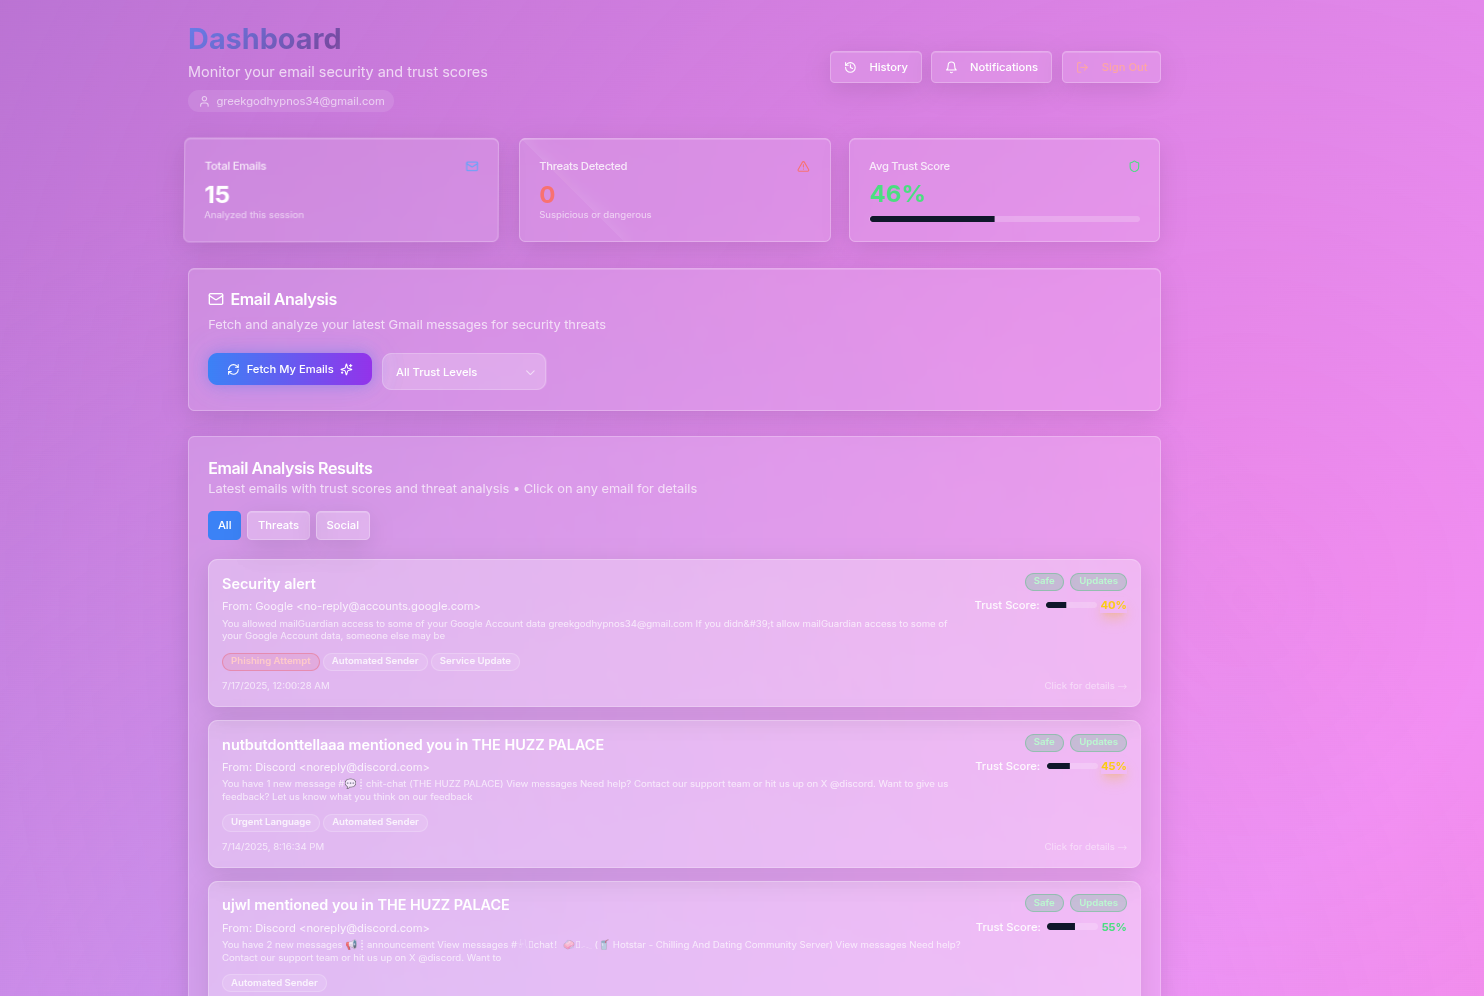 Dashboard
Monitor your email security and trust scores
greekgodhypnos34@gmail.com
History
Notifications
Sign Out
Total Emails
15
Analyzed this session
Threats Detected
0
Suspicious or dangerous
Avg Trust Score
46%
Email Analysis
Fetch and analyze your latest Gmail messages for security threats
Fetch My Emails
All Trust Levels
Email Analysis Results
Latest emails with trust scores and threat analysis • Click on any email for details
All
Threats
Social
Security alert
Safe
Updates
From: Google <no-reply@accounts.google.com>
Trust Score:
40%
You allowed mailGuardian access to some of your Google Account data greekgodhypnos34@gmail.com If you didn&#39;t allow mailGuardian access to some of
your Google Account data, someone else may be
Phishing Attempt
Automated Sender
Service Update
7/17/2025, 12:00:28 AM
Click for details →
nutbutdonttellaaa mentioned you in THE HUZZ PALACE
Safe
Updates
From: Discord <noreply@discord.com>
Trust Score:
45%
You have 1 new message #💬┊chit-chat (THE HUZZ PALACE) View messages Need help? Contact our support team or hit us up on X @discord. Want to give us
feedback? Let us know what you think on our feedback
Urgent Language
Automated Sender
7/14/2025, 8:16:34 PM
Click for details →
ujwl mentioned you in THE HUZZ PALACE
Safe
Updates
From: Discord <noreply@discord.com>
Trust Score:
55%
You have 2 new messages 📢┊announcement View messages # chat! Hotstar - Chilling And Dating Community Server) View messages Need help?
Contact our support team or hit us up on X @discord. Want to
Automated Sender